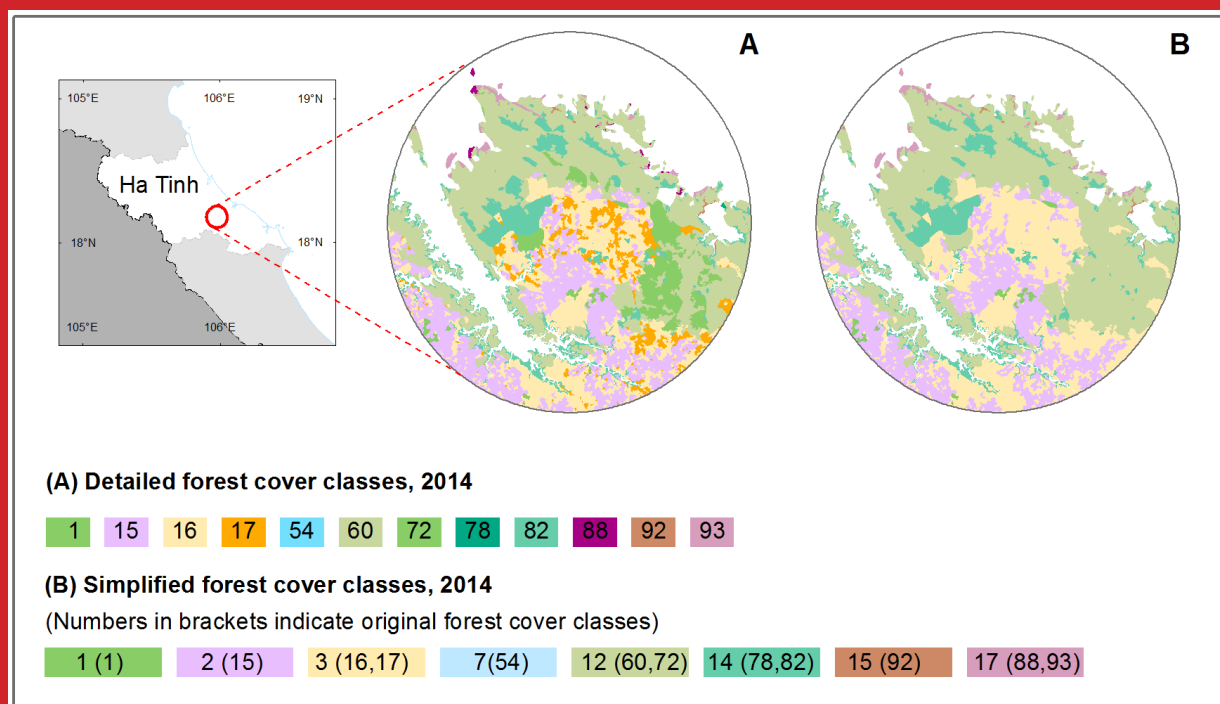 A
B
105°E
106°E
19°N
Ha Tinh
18°N
18°N
105°E
106°E
(A) Detailed forest cover classes, 2014
1 15 16 17 54 60 72 78 82 88 92 93
(B) Simplified forest cover classes, 2014
(Numbers in brackets indicate original forest cover classes)
1 (1) 2 (15) 3 (16,17) 7(54) 12 (60,72) 14 (78,82) 15 (92) 17 (88,93)